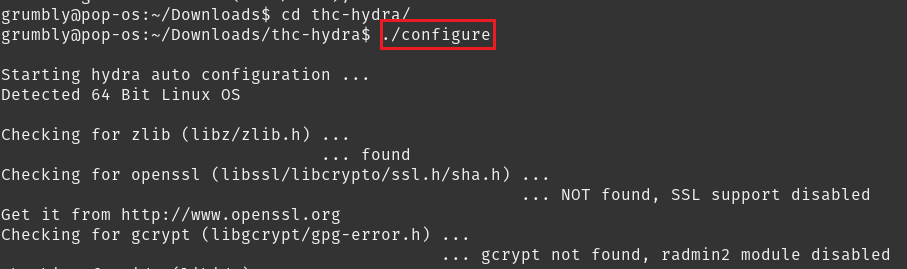 grumbly@pop-os:~/Downloads$ cd thc-hydra/
grumbly@pop-os:~/Downloads/thc-hydra$ ./configure
Starting hydra auto configuration ...
Detected 64 Bit Linux OS
Checking for zlib (libz/zlib.h) ...
... found
Checking for openssl (libssl/libcrypto/ssl.h/sha.h) ...
... NOT found, SSL support disabled
Get it from http://www.openssl.org
Checking for gcrypt (libgcrypt/gpg-error.h) ...
... gcrypt not found, radmin2 module disabled